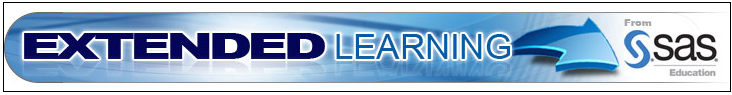 EXTENDED LEARNING
From
sas.
Education